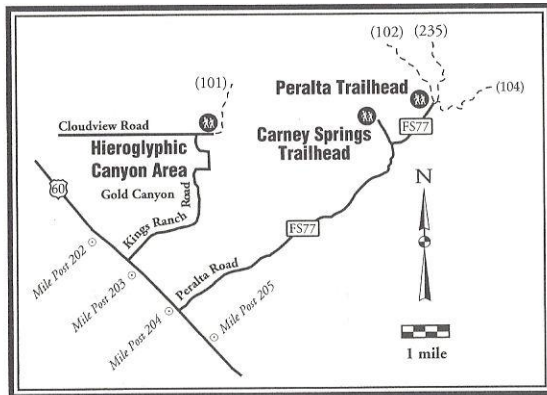 (102)
(235)
(101)
Peralta Trailhead
(104)
Cloudview Road
Carney Springs
Trailhead
FS77
Hieroglyphic
Canyon Area
60
Gold Canyon
Kings Ranch Road
N
FS77
Mile Post 202
Peralta Road
Mile Post 203
Mile Post 204
Mile Post 205
1 mile